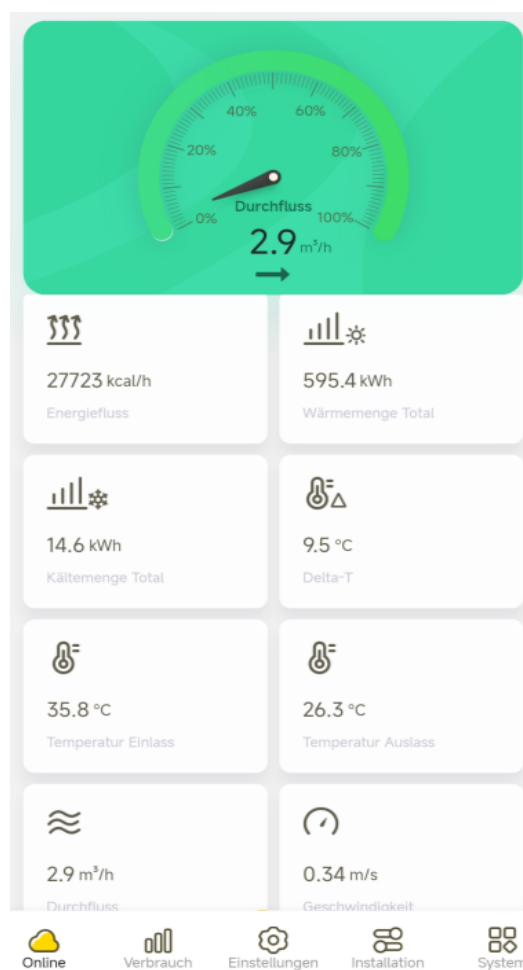 40% 60%
20% 80%
0% Durchfluss 100%
2.9 m³/h
27723 kcal/h
Energiefluss
595.4 kWh
Wärmemenge Total
14.6 kWh
Kältemenge Total
9.5 °C
Delta-T
35.8 °C
Temperatur Einlass
26.3 °C
Temperatur Auslass
2.9 m³/h
Durchfluss
0.34 m/s
Geschwindigkeit
Online Verbrauch Einstellungen Installation System